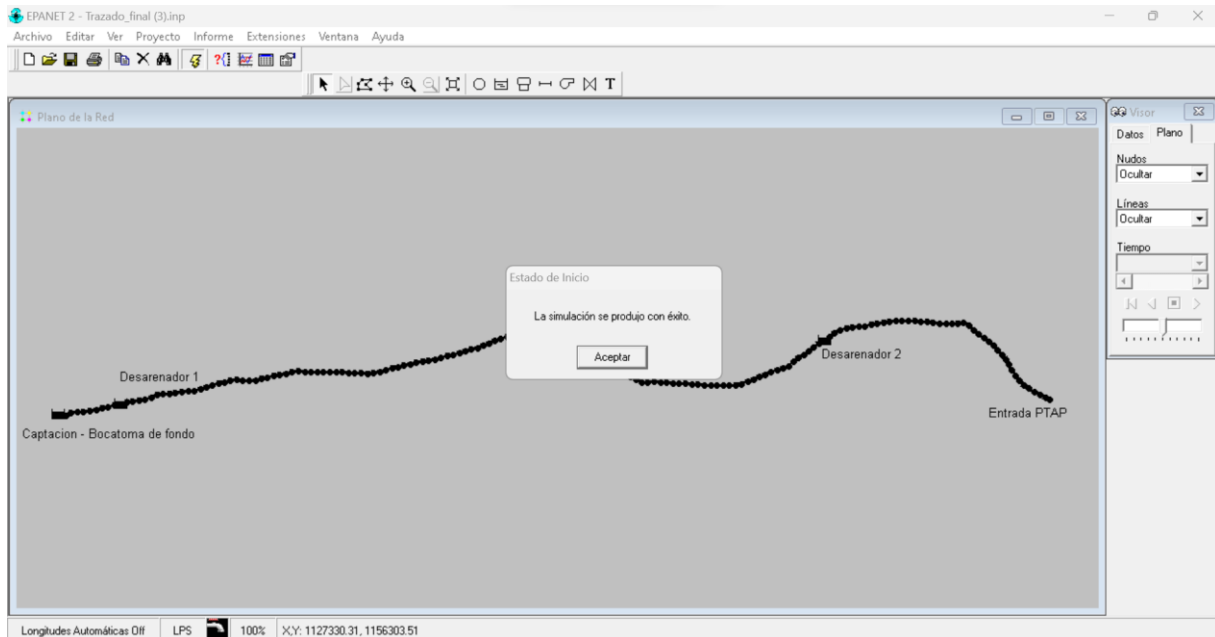 EPANET 2 - Trazado_final (3).inp
Archivo Editar Ver Proyecto Informe Extensiones Ventana Ayuda
T
Plano de la Red
Visor
Datos Plano
Nudos
Ocultar
Líneas
Ocultar
Tiempo
Estado de Inicio
La simulación se produjo con éxito.
Aceptar
Desarenador 2
Desarenador 1
Entrada PTAP
Captacion - Bocatoma de fondo
Longitudes Automáticas Off LPS 100% X,Y: 1127330.31, 1156303.51